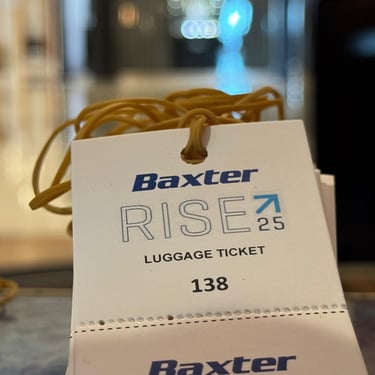 Baxter
RISE
25
LUGGAGE TICKET
138
Baxter